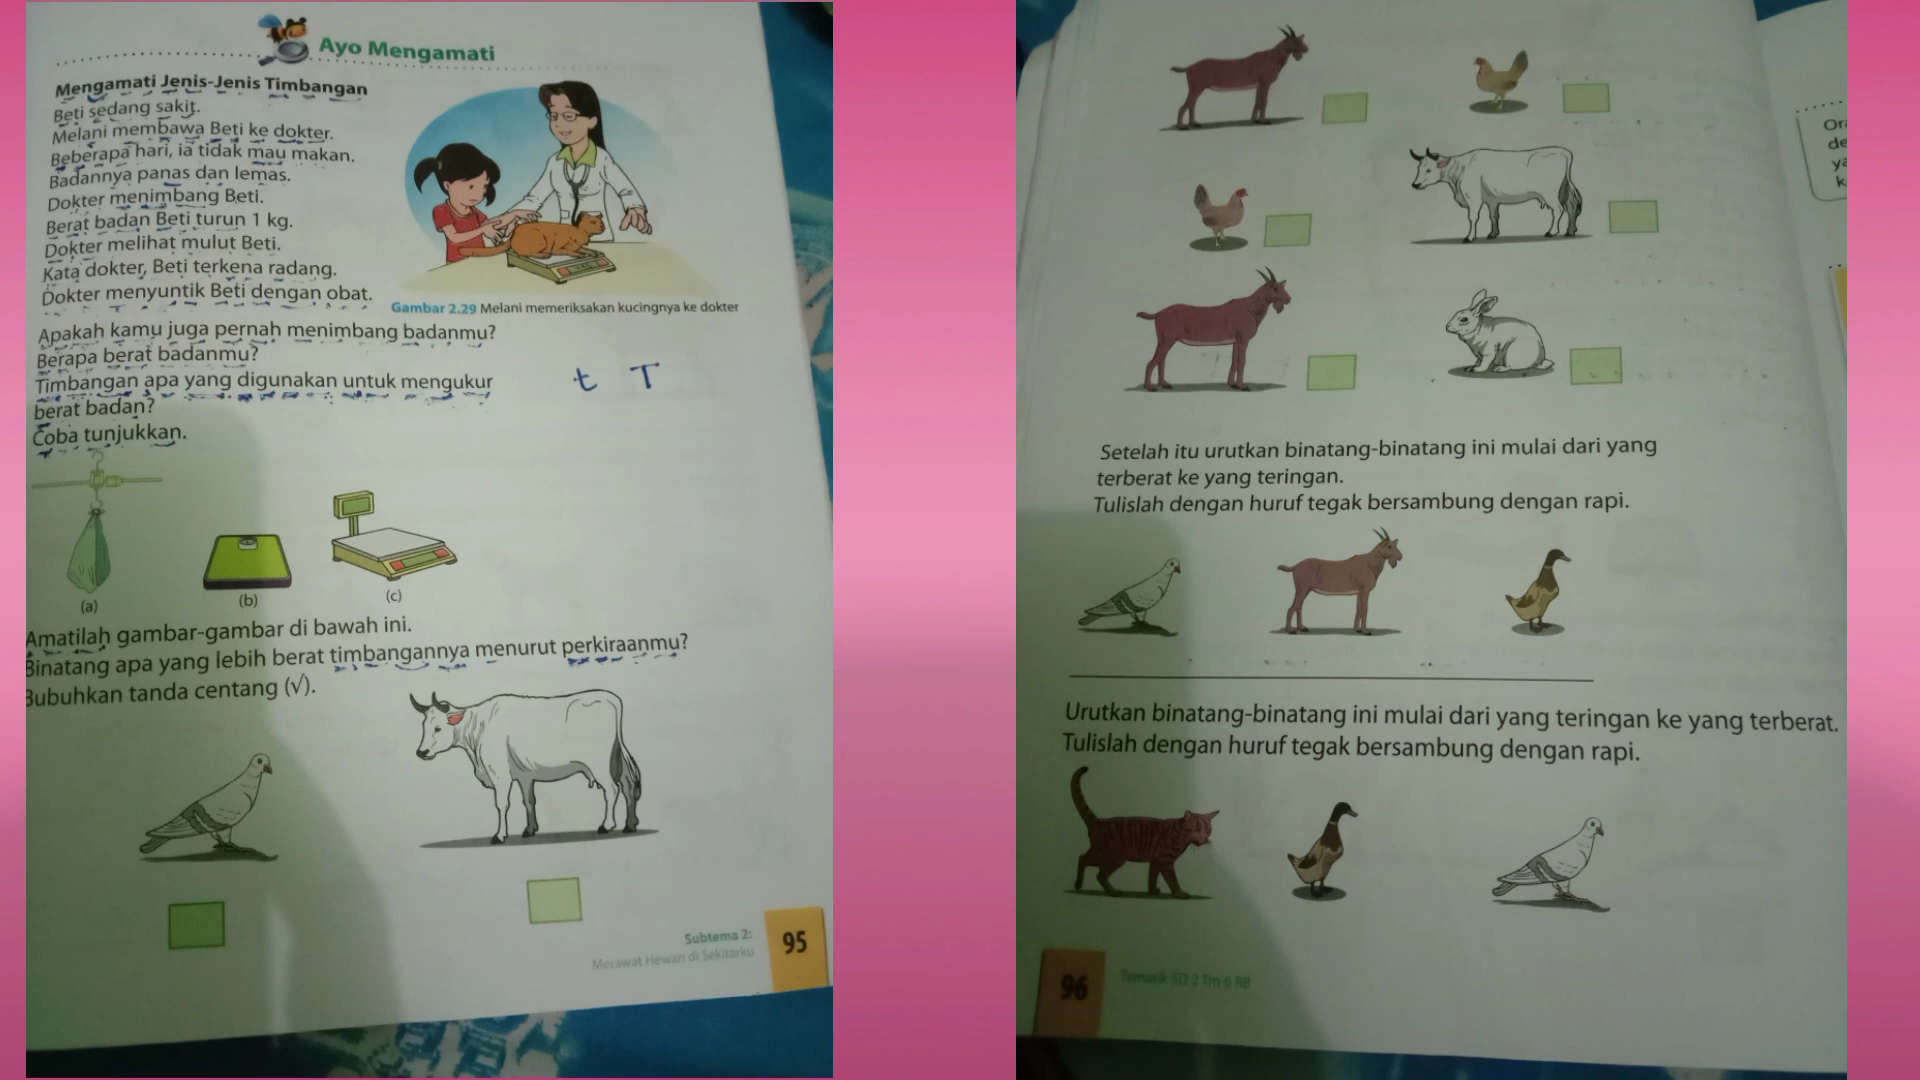 Ayo Mengamati
Mengamati Jenis-Jenis Timbangan
Beti sedang sakit.
Melani membawa Beti ke dokter.
Beberapa hari, ia tidak mau makan.
Badannya panas dan lemas.
Dokter menimbang Beti.
Berat badan Beti turun 1 kg.
Dokter melihat mulut Beti.
Kata dokter, Beti terkena radang.
Dokter menyuntik Beti dengan obat.
Gambar 2.29 Melani memeriksakan kucingnya ke dokter
Apakah kamu juga pernah menimbang badanmu?
Berapa berat badanmu?
Timbangan apa yang digunakan untuk mengukur
berat badan?
Coba tunjukkan.
t T
(a)
(b)
(c)
Amatilah gambar-gambar di bawah ini.
Binatang apa yang lebih berat timbangannya menurut perkiraanmu?
Bubuhkan tanda centang (√).
Subtema 2:
Merawat Hewan di Sekitarku
95
Setelah itu urutkan binatang-binatang ini mulai dari yang
terberat ke yang teringan.
Tulislah dengan huruf tegak bersambung dengan rapi.
Urutkan binatang-binatang ini mulai dari yang teringan ke yang terberat.
Tulislah dengan huruf tegak bersambung dengan rapi.
96
Tematik SD 2 Tm 6 RB